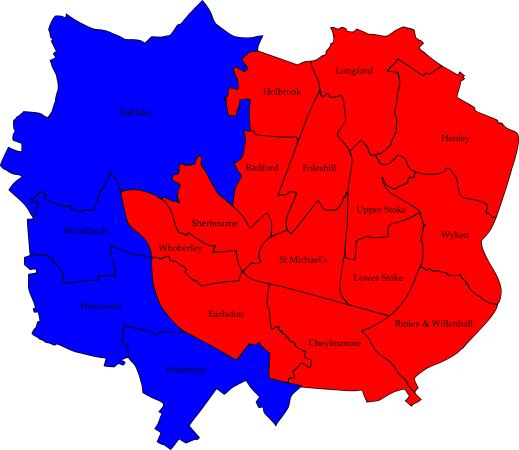 Longford
Holbrook
Bablake
Henley
Radford
Foleshill
Upper Stoke
Sherbourne
Woodlands
Wyken
Whoberley
St Michael's
Lower Stoke
Westwood
Earlsdon
Binley & Willenhall
Cheylesmore
Wainbody